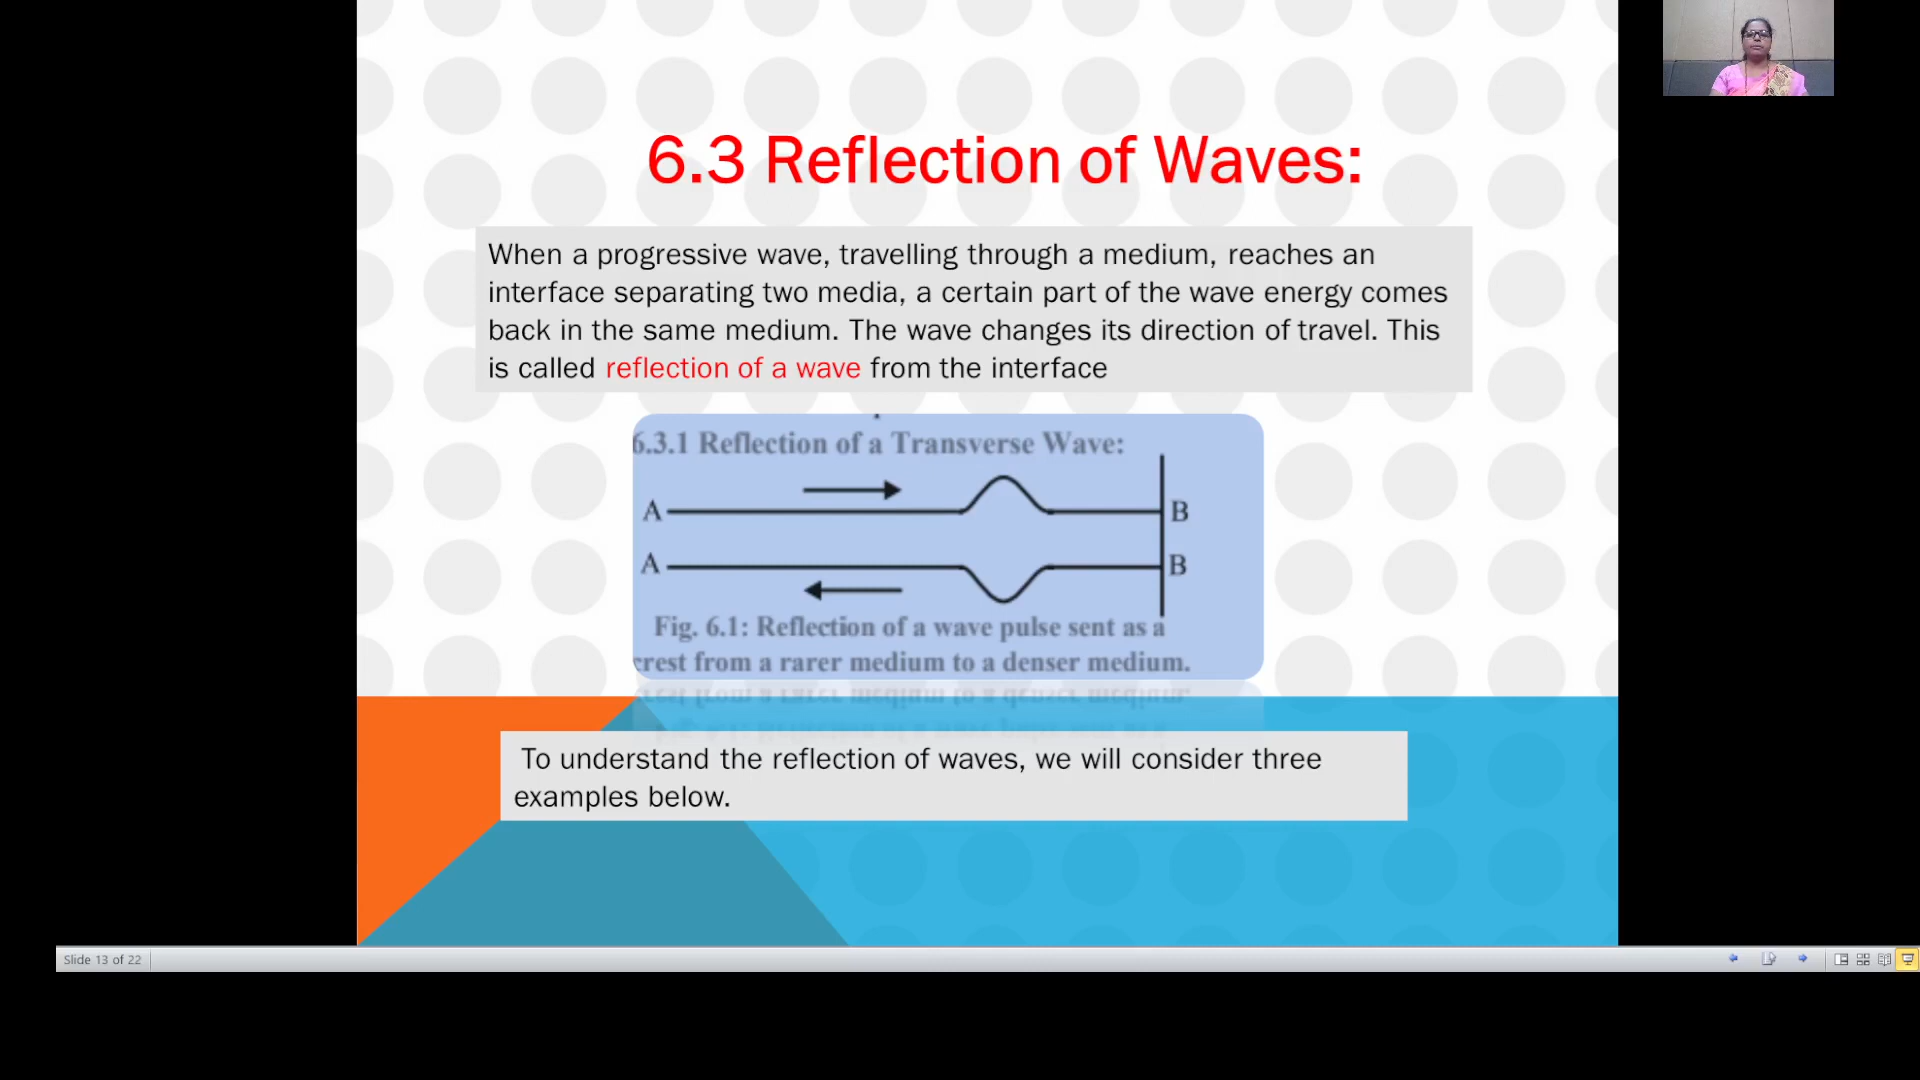 6.3 Reflection of Waves:
When a progressive wave, travelling through a medium, reaches an
interface separating two media, a certain part of the wave energy comes
back in the same medium. The wave changes its direction of travel. This
is called reflection of a wave from the interface
6.3.1 Reflection of a Transverse Wave:
A B
A B
Fig. 6.1: Reflection of a wave pulse sent as a
crest from a rarer medium to a denser medium.
To understand the reflection of waves, we will consider three
examples below.
Slide 13 of 22